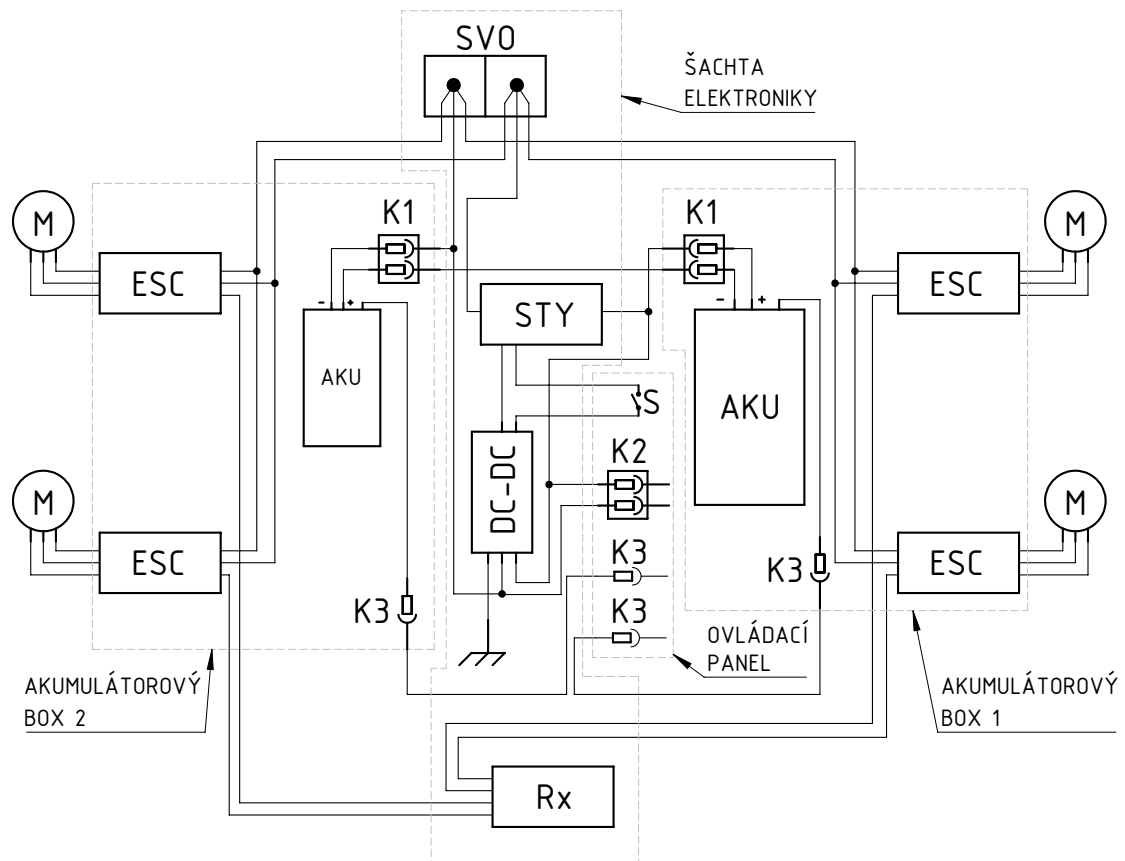 SVO
ŠACHTA
ELEKTRONIKY
M
K1
K1
M
ESC
ESC
- +
- +
STY
AKU
AKU
S
K2
DC-DC
M
M
ESC
ESC
K3
K3
K3
K3
OVLÁDACÍ
PANEL
AKUMULÁTOROVÝ
BOX 2
AKUMULÁTOROVÝ
BOX 1
Rx